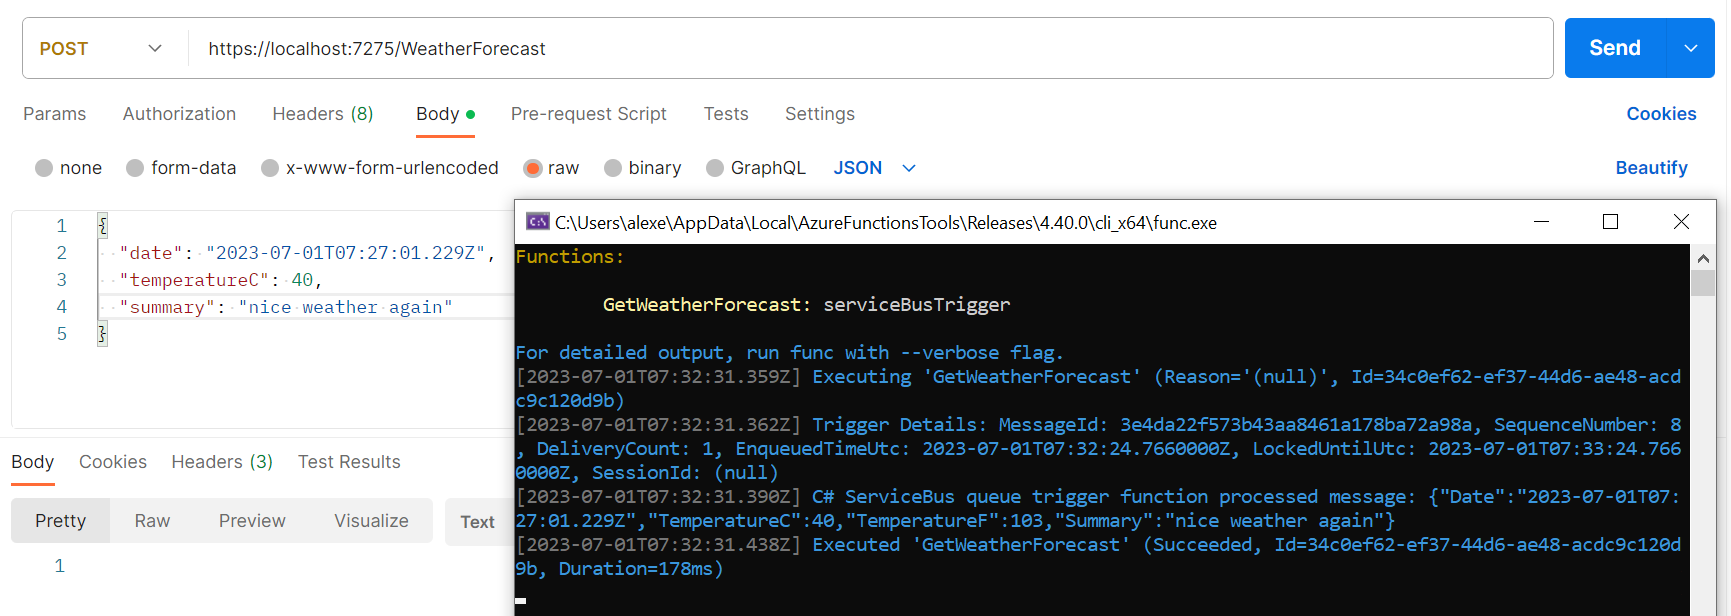 POST https://localhost:7275/WeatherForecast Send
Params Authorization Headers (8) Body Pre-request Script Tests Settings Cookies
none form-data x-www-form-urlencoded raw binary GraphQL JSON Beautify
1 {
2 "date": "2023-07-01T07:27:01.229Z",
3 "temperatureC": 40,
4 "summary": "nice weather again"
5 }
Body Cookies Headers (3) Test Results
Pretty Raw Preview Visualize Text
1
C:\Users\alexe\AppData\Local\AzureFunctionsTools\Releases\4.40.0\cli_x64\func.exe
Functions:
GetWeatherForecast: serviceBusTrigger
For detailed output, run func with --verbose flag.
[2023-07-01T07:32:31.359Z] Executing 'GetWeatherForecast' (Reason='(null)', Id=34c0ef62-ef37-44d6-ae48-acd
c9c120d9b)
[2023-07-01T07:32:31.362Z] Trigger Details: MessageId: 3e4da22f573b43aa8461a178ba72a98a, SequenceNumber: 8
, DeliveryCount: 1, EnqueuedTimeUtc: 2023-07-01T07:32:24.7660000Z, LockedUntilUtc: 2023-07-01T07:33:24.766
0000Z, SessionId: (null)
[2023-07-01T07:32:31.390Z] C# ServiceBus queue trigger function processed message: {"Date":"2023-07-01T07:
27:01.229Z","TemperatureC":40,"TemperatureF":103,"Summary":"nice weather again"}
[2023-07-01T07:32:31.438Z] Executed 'GetWeatherForecast' (Succeeded, Id=34c0ef62-ef37-44d6-ae48-acdc9c120d
9b, Duration=178ms)